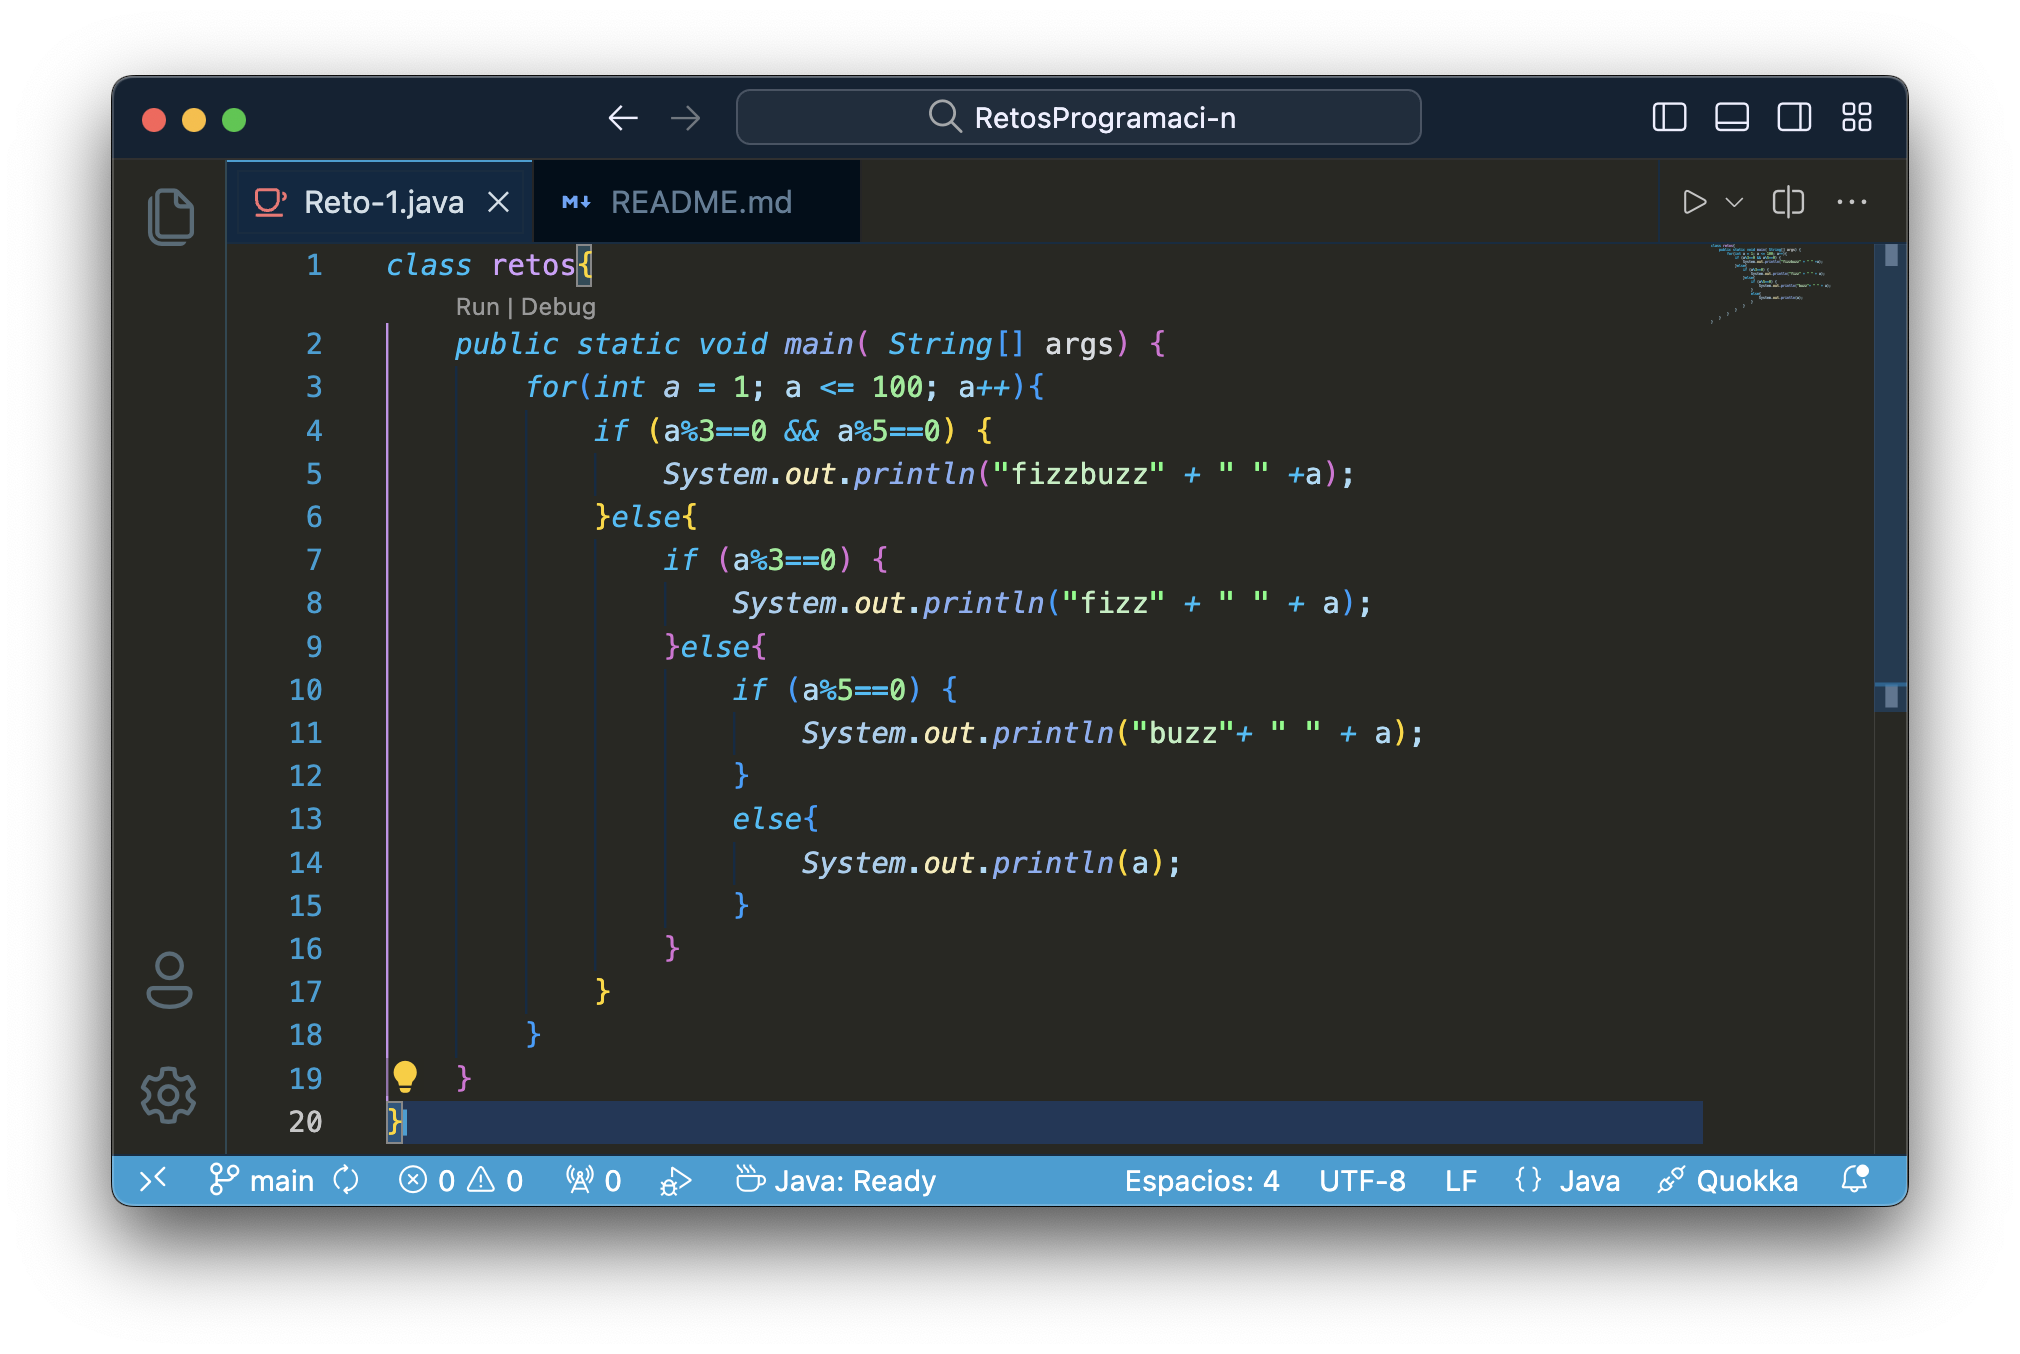 RetosProgramaci-n
Reto-1.java README.md
1 class retos{
Run | Debug
2 public static void main( String[] args) {
3 for(int a = 1; a <= 100; a++){
4 if (a%3==0 && a%5==0) {
5 System.out.println("fizzbuzz" + " " +a);
6 }else{
7 if (a%3==0) {
8 System.out.println("fizz" + " " + a);
9 }else{
10 if (a%5==0) {
11 System.out.println("buzz"+ " " + a);
12 }
13 else{
14 System.out.println(a);
15 }
16 }
17 }
18 }
19 }
20 }
main 0 0 0 Java: Ready Espacios: 4 UTF-8 LF {} Java Quokka